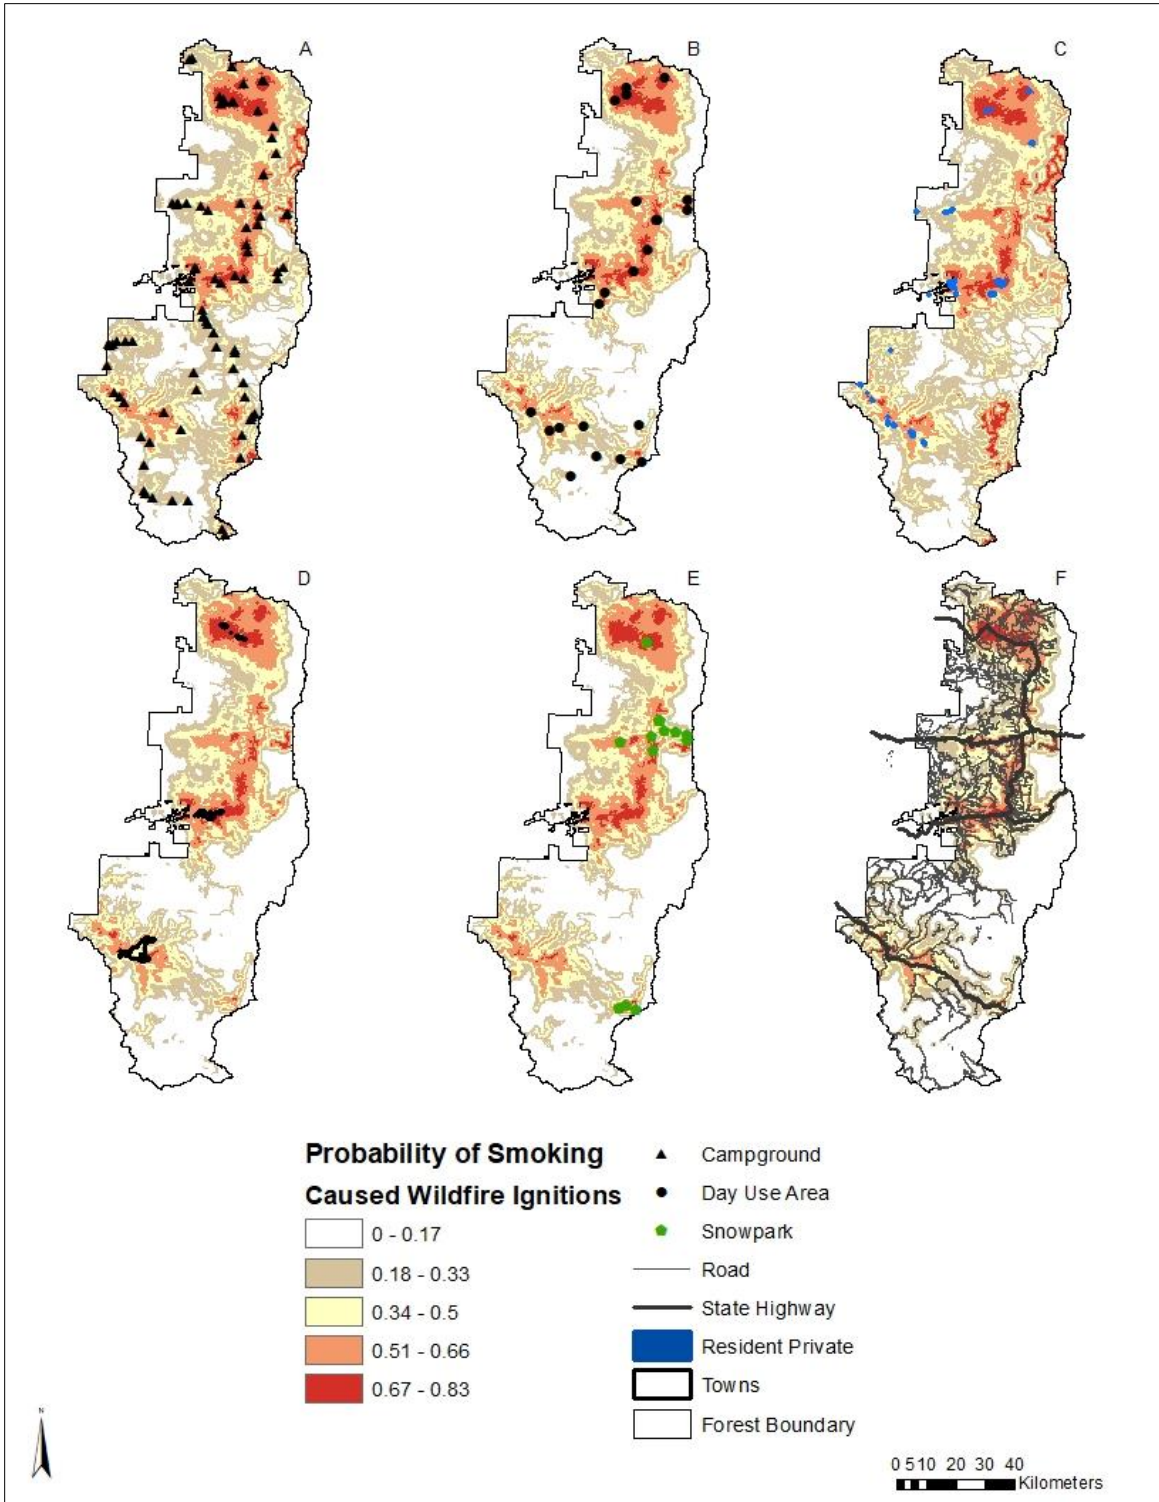 A
B
C
D
E
F
Probability of Smoking
Caused Wildfire Ignitions
0 - 0.17
0.18 - 0.33
0.34 - 0.5
0.51 - 0.66
0.67 - 0.83
Campground
Day Use Area
Snowpark
Road
State Highway
Resident Private
Towns
Forest Boundary
N
0 5 10 20 30 40
Kilometers